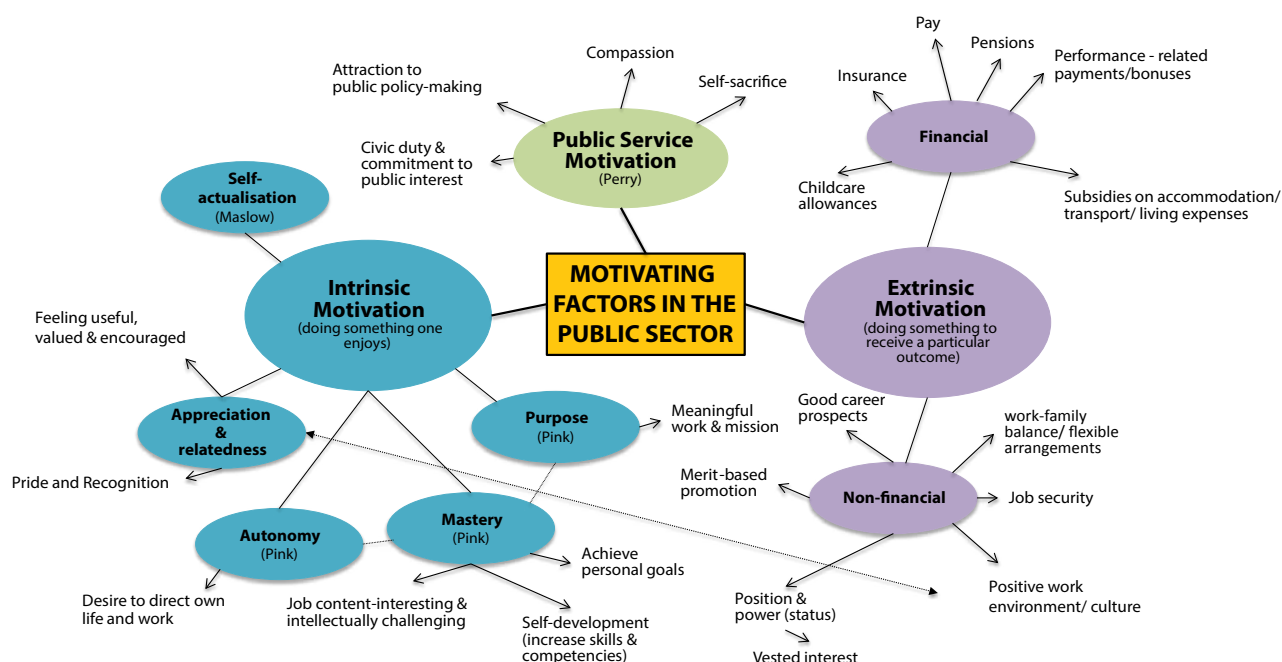 Pay
Pensions
Performance - related
payments/bonuses
Insurance
Financial
Childcare
allowances
Subsidies on accommodation/
transport/ living expenses
Compassion
Attraction to
public policy-making
Self-sacrifice
Civic duty &
commitment to
public interest
Public Service
Motivation
(Perry)
Self-
actualisation
(Maslow)
Intrinsic
Motivation
(doing something one
enjoys)
MOTIVATING
FACTORS IN THE
PUBLIC SECTOR
Extrinsic
Motivation
(doing something to
receive a particular
outcome)
Feeling useful,
valued & encouraged
Appreciation
&
relatedness
Pride and Recognition
Purpose
(Pink)
Meaningful
work & mission
Autonomy
(Pink)
Mastery
(Pink)
Achieve
personal goals
Desire to direct own
life and work
Job content-interesting &
intellectually challenging
Self-development
(increase skills &
competencies)
Good career
prospects
work-family
balance/ flexible
arrangements
Merit-based
promotion
Non-financial
Job security
Positive work
environment/ culture
Position &
power (status)
Vested interest